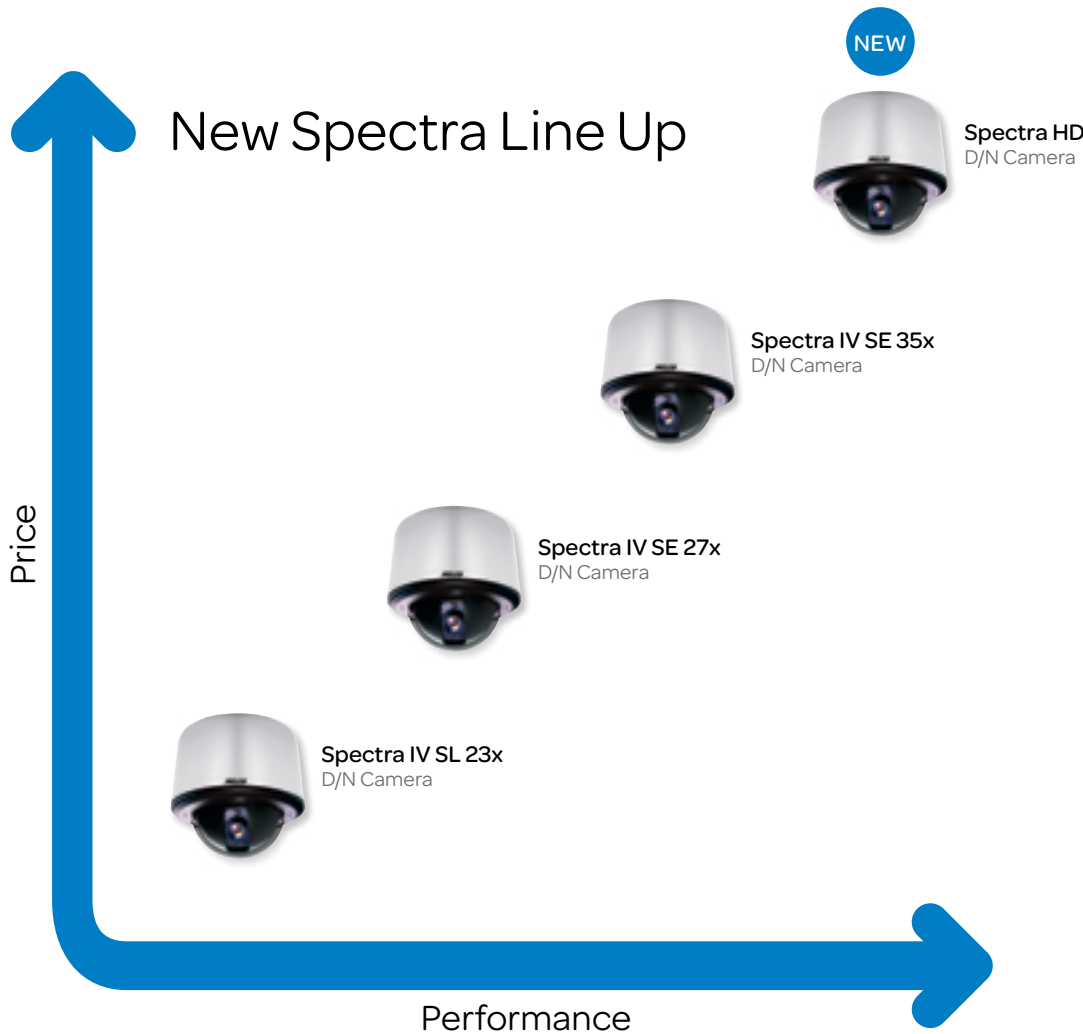 NEW
New Spectra Line Up
Spectra HD
D/N Camera
Spectra IV SE 35x
D/N Camera
Price
Spectra IV SE 27x
D/N Camera
Spectra IV SL 23x
D/N Camera
Performance